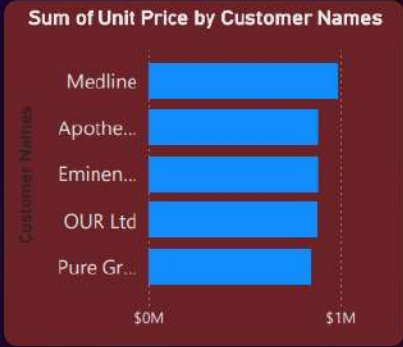 Sum of Unit Price by Customer Names
Customer Names
Medline
Apothe...
Eminen...
OUR Ltd
Pure Gr...
$0M
$1M